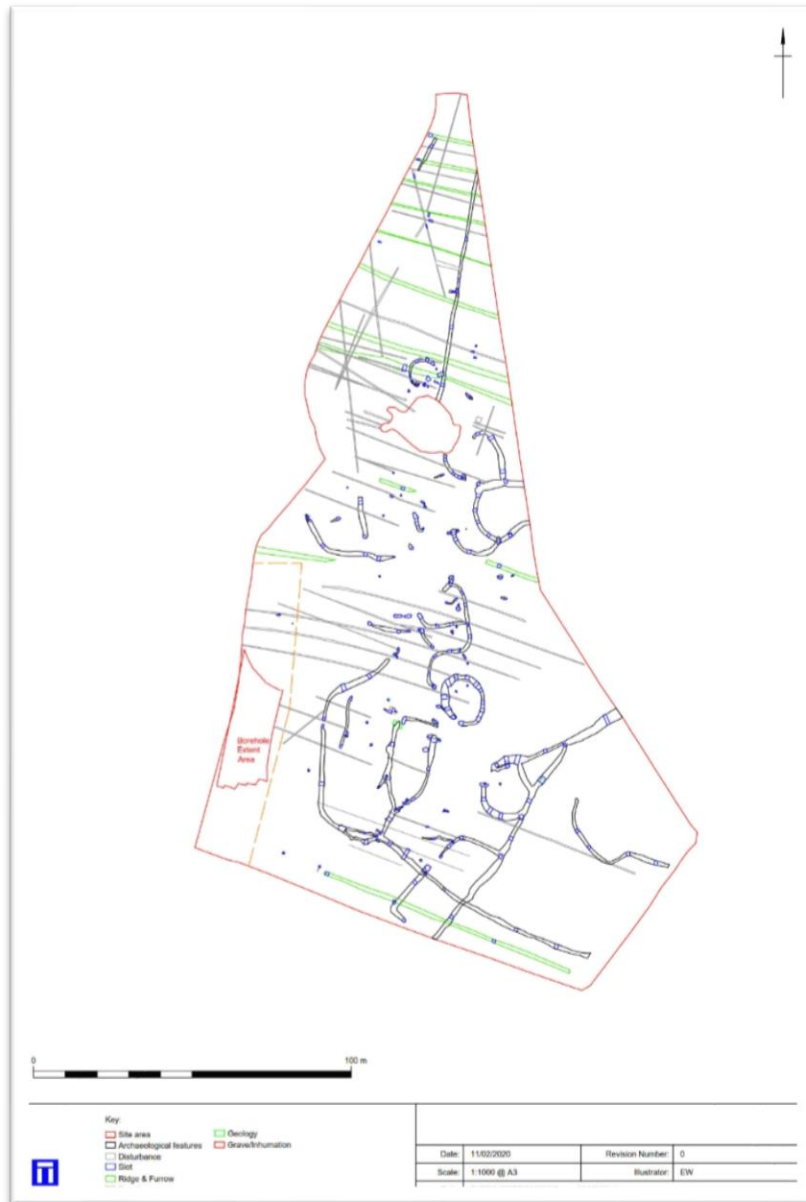 Borehole
Extent
Area
0
100 m
Key:
Site area
Archaeological features
Disturbance
Slot
Ridge & Furrow
Geology
Grave/Inhumation
Date: 11/02/2020 Revision Number: 0
Scale: 1:1000 @ A3 Illustrator: EW